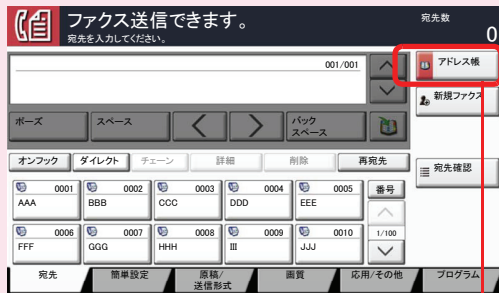 ファクス送信できます。
宛先を入力してください。
宛先数
0
001/001
アドレス帳
新規ファクス
ポーズ
スペース
バック
スペース
オンフック
ダイレクト
チェーン
詳細
削除
再宛先
宛先確認
0001
AAA
0002
BBB
0003
CCC
0004
DDD
0005
EEE
番号
0006
FFF
0007
GGG
0008
HHH
0009
III
0010
JJJ
1/100
宛先
簡単設定
原稿/
送信形式
画質
応用/その他
プログラム